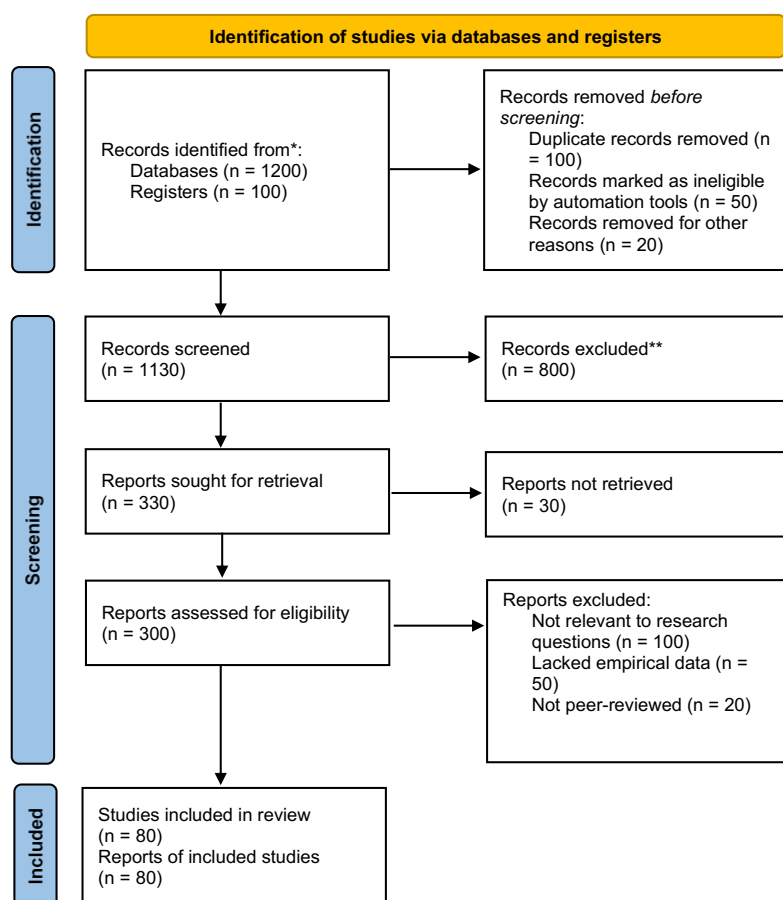 Identification of studies via databases and registers
Identification
Records identified from*:
Databases (n = 1200)
Registers (n = 100)
Records removed before
screening:
Duplicate records removed (n
= 100)
Records marked as ineligible
by automation tools (n = 50)
Records removed for other
reasons (n = 20)
Screening
Records screened
(n = 1130)
Records excluded**
(n = 800)
Reports sought for retrieval
(n = 330)
Reports not retrieved
(n = 30)
Reports assessed for eligibility
(n = 300)
Reports excluded:
Not relevant to research
questions (n = 100)
Lacked empirical data (n =
50)
Not peer-reviewed (n = 20)
Included
Studies included in review
(n = 80)
Reports of included studies
(n = 80)